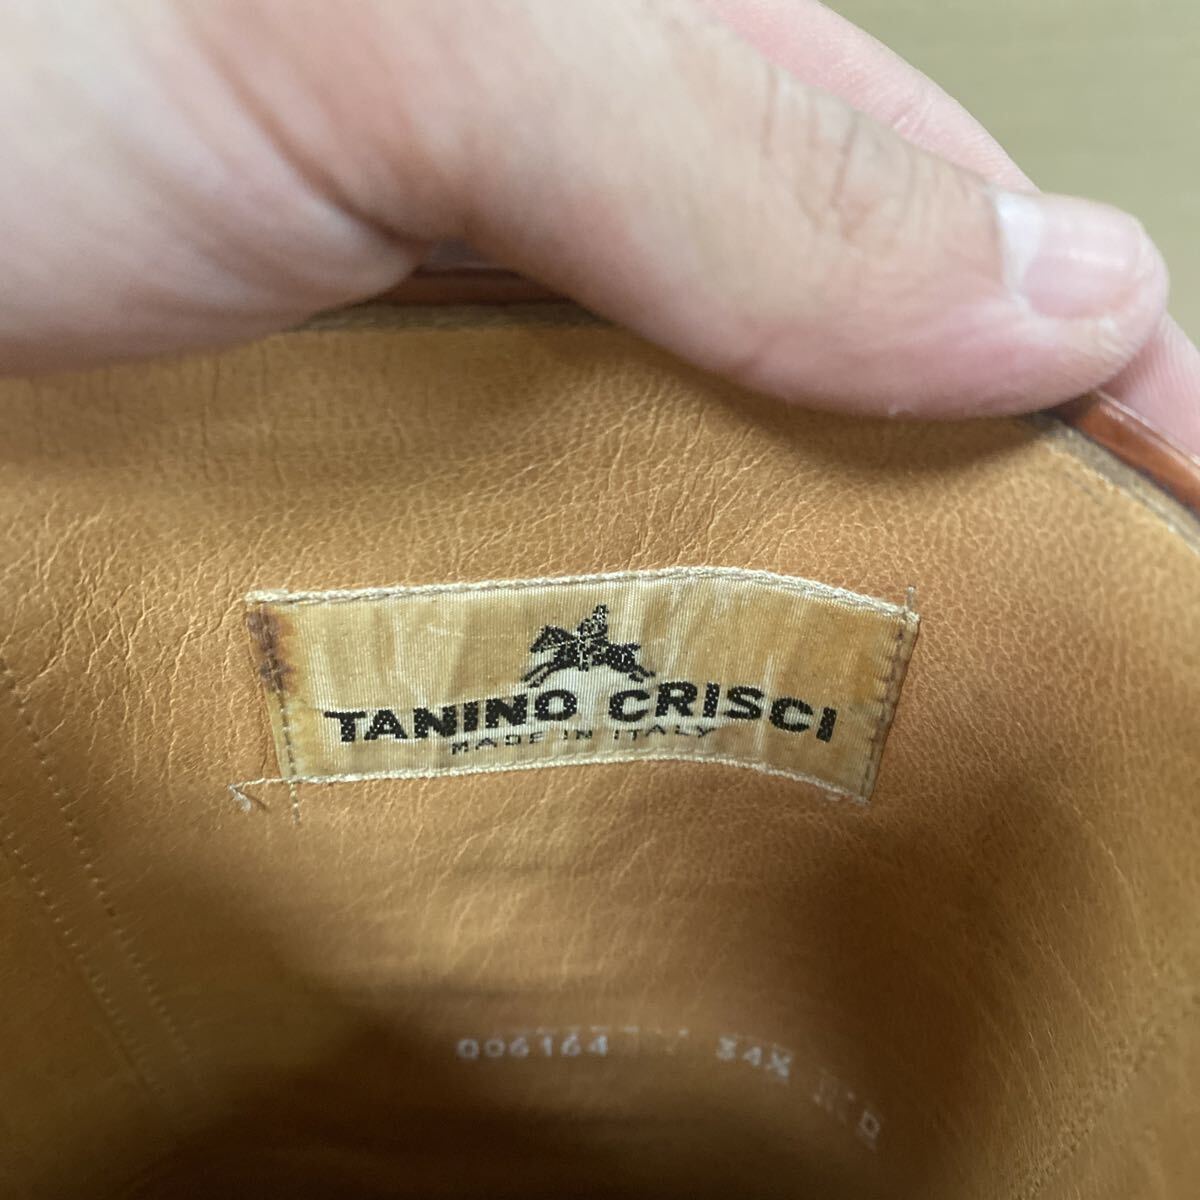 TANINO CRISCI
MADE IN ITALY
006164 34½ D